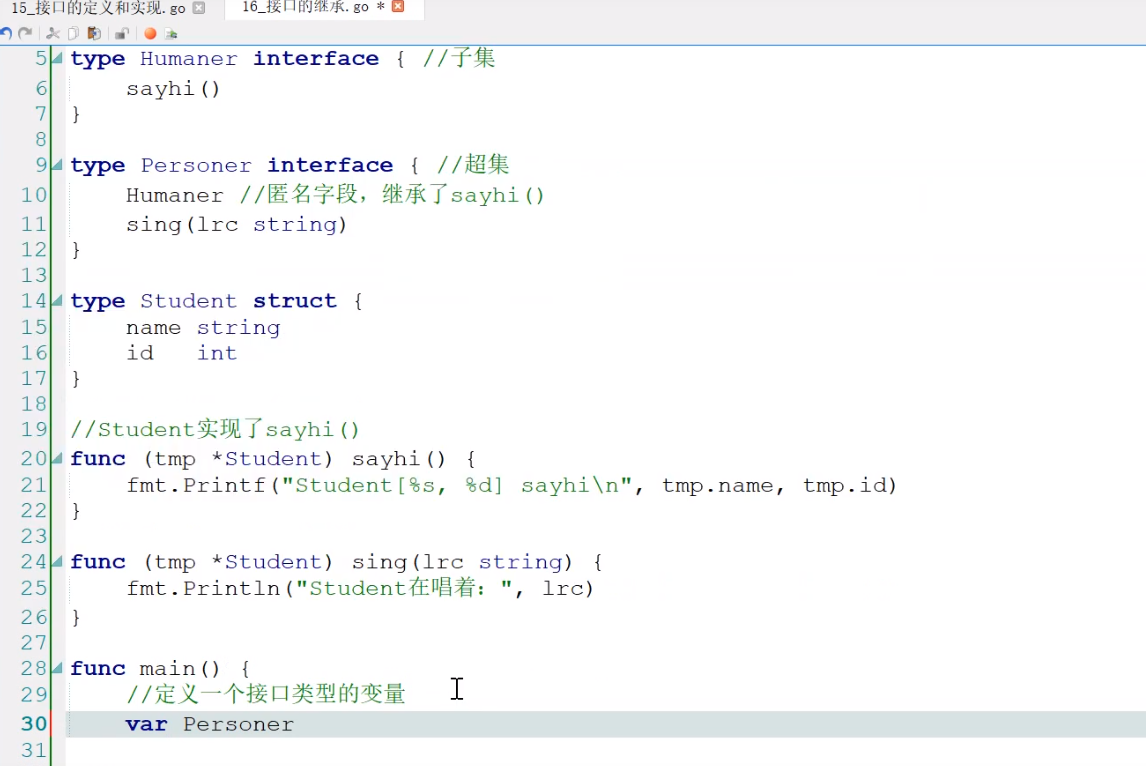 15_接口的定义和实现.go
16_接口的继承.go *
5 type Humaner interface { //子集
6 sayhi()
7 }
8
9 type Personer interface { //超集
10 Humaner //匿名字段，继承了sayhi()
11 sing(lrc string)
12 }
13
14 type Student struct {
15 name string
16 id int
17 }
18
19 //Student实现了sayhi()
20 func (tmp *Student) sayhi() {
21 fmt.Printf("Student[%s, %d] sayhi\n", tmp.name, tmp.id)
22 }
23
24 func (tmp *Student) sing(lrc string) {
25 fmt.Println("Student在唱着：", lrc)
26 }
27
28 func main() {
29 //定义一个接口类型的变量
30 var Personer
31